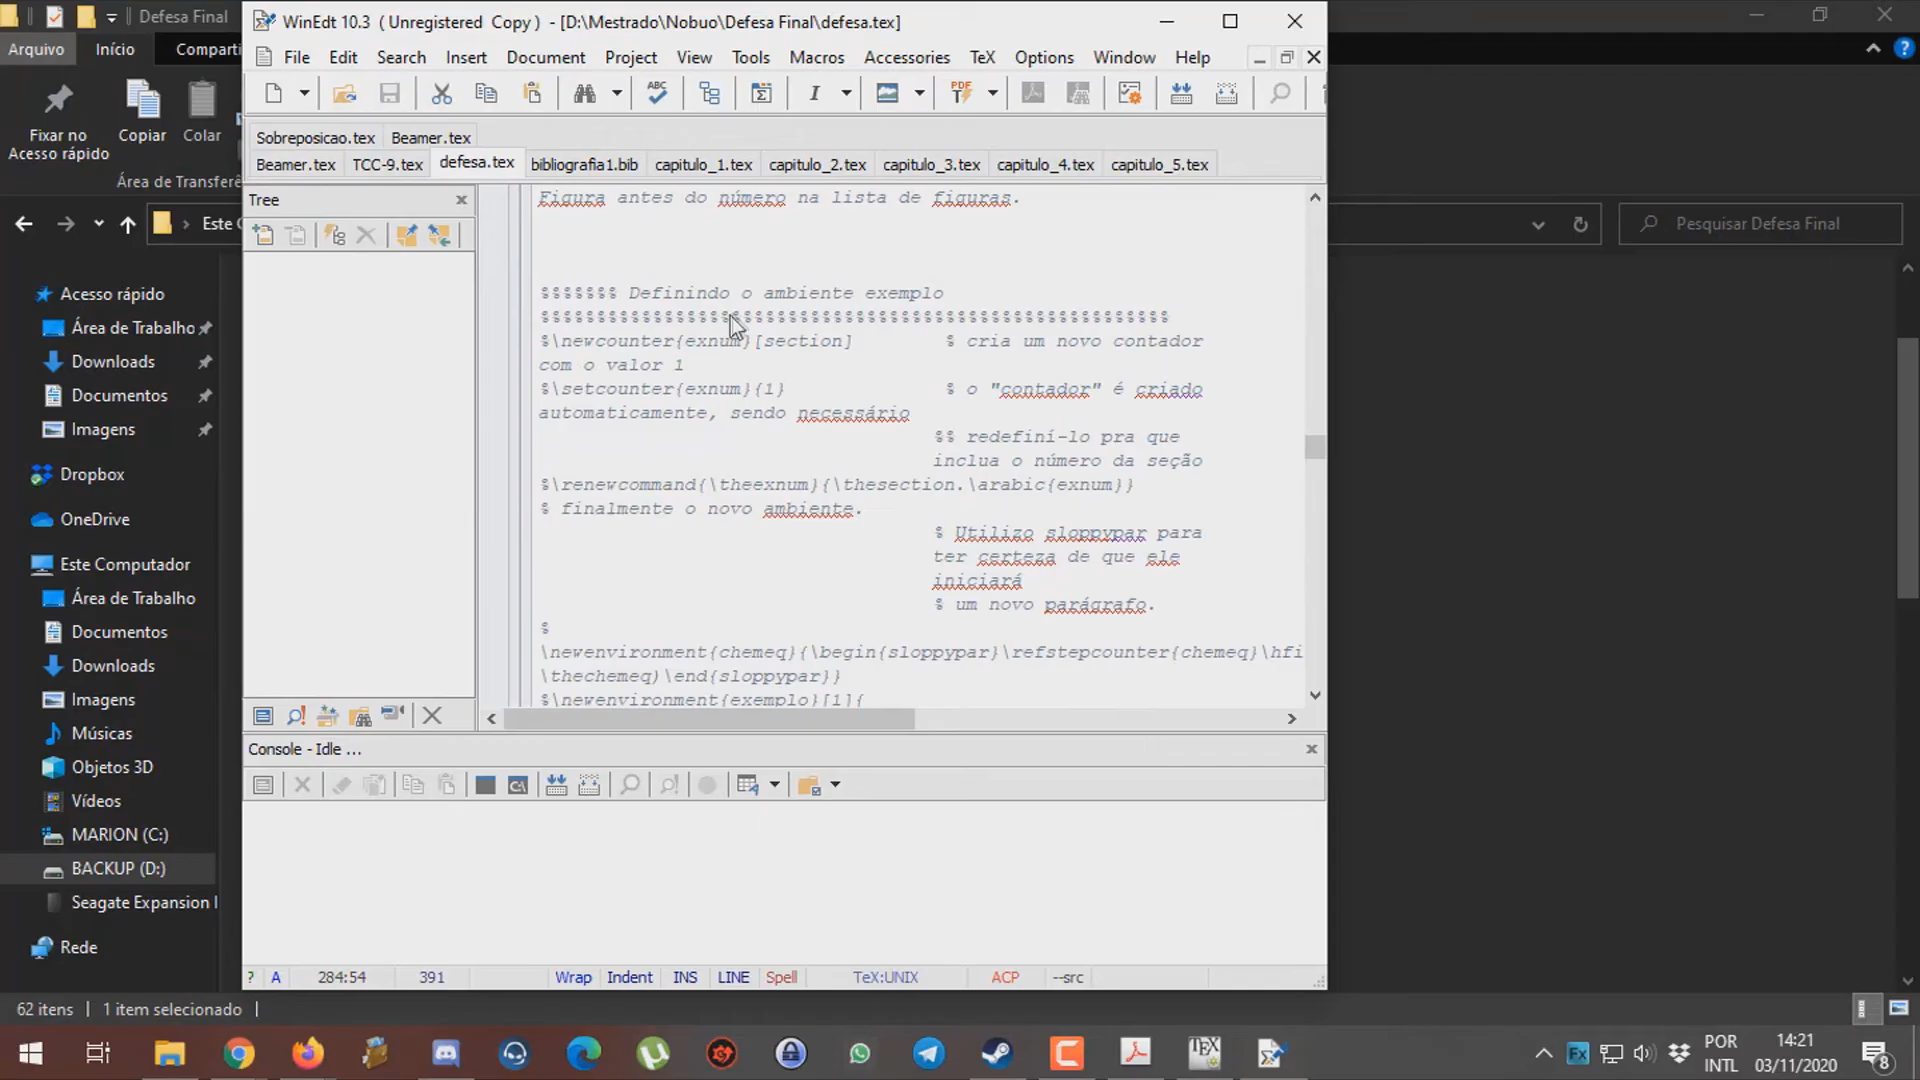 Defesa Final
WinEdt 10.3 ( Unregistered Copy ) - [D:\Mestrado\Nobuo\Defesa Final\defesa.tex]
Arquivo
Início
File
Edit
Search
Insert
Document
Project
View
Tools
Macros
Accessories
TeX
Options
Window
Help
Fixar no
Acesso rápido
Copiar
Colar
Sobreposicao.tex
Beamer.tex
Beamer.tex
TCC-9.tex
defesa.tex
bibliografia1.bib
capitulo_1.tex
capitulo_2.tex
capitulo_3.tex
capitulo_4.tex
capitulo_5.tex
Tree
Pesquisar Defesa Final
Acesso rápido
Área de Trabalho
Downloads
Documentos
Imagens
Dropbox
OneDrive
Este Computador
Área de Trabalho
Documentos
Downloads
Imagens
Músicas
Objetos 3D
Vídeos
MARION (C:)
BACKUP (D:)
Seagate Expansion
Rede
Figura antes do número na lista de figuras.
%%%%%%% Definindo o ambiente exemplo
%%%%%%%%%%%%%%%%%%%%%%%%%%%%%%%%%%%%%%%%%%%%%%%%%%%%%%%%
%\newcounter{exnum}[section] % cria um novo contador
com o valor 1
%\setcounter{exnum}{1} % o "contador" é criado
automaticamente, sendo necessário
%% redefiní-lo pra que
inclua o número da seção
%\renewcommand{\theexnum}{\thesection.\arabic{exnum}}
% finalmente o novo ambiente.
% Utilizo sloppypar para
ter certeza de que ele
iniciará
% um novo parágrafo.
%
\newenvironment{chemeq}{\begin{sloppypar}\refstepcounter{chemeq}\hfi
\thechemeq)\end{sloppypar}}
%\newenvironment{exemplo}[1]{
Console - Idle ...
? A 284:54 391 Wrap Indent INS LINE Spell TeX:UNIX ACP --src
62 itens
1 item selecionado
POR
INTL
14:21
03/11/2020
8